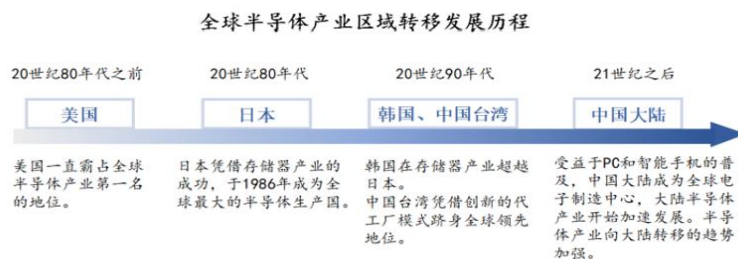 全球半导体产业区域转移发展历程
20世纪80年代之前
20世纪80年代
20世纪90年代
21世纪之后
美国
日本
韩国、中国台湾
中国大陆
美国一直霸占全球
半导体产业第一名
的地位。
日本凭借存储器产业的
成功，于1986年成为全
球最大的半导体生产国。
韩国在存储器产业超越
日本。
中国台湾凭借创新的代
工厂模式跻身全球领先
地位。
受益于PC和智能手机的普
及，中国大陆成为全球电
子制造中心，大陆半导体
产业开始加速发展。半导
体产业向大陆转移的趋势
加强。